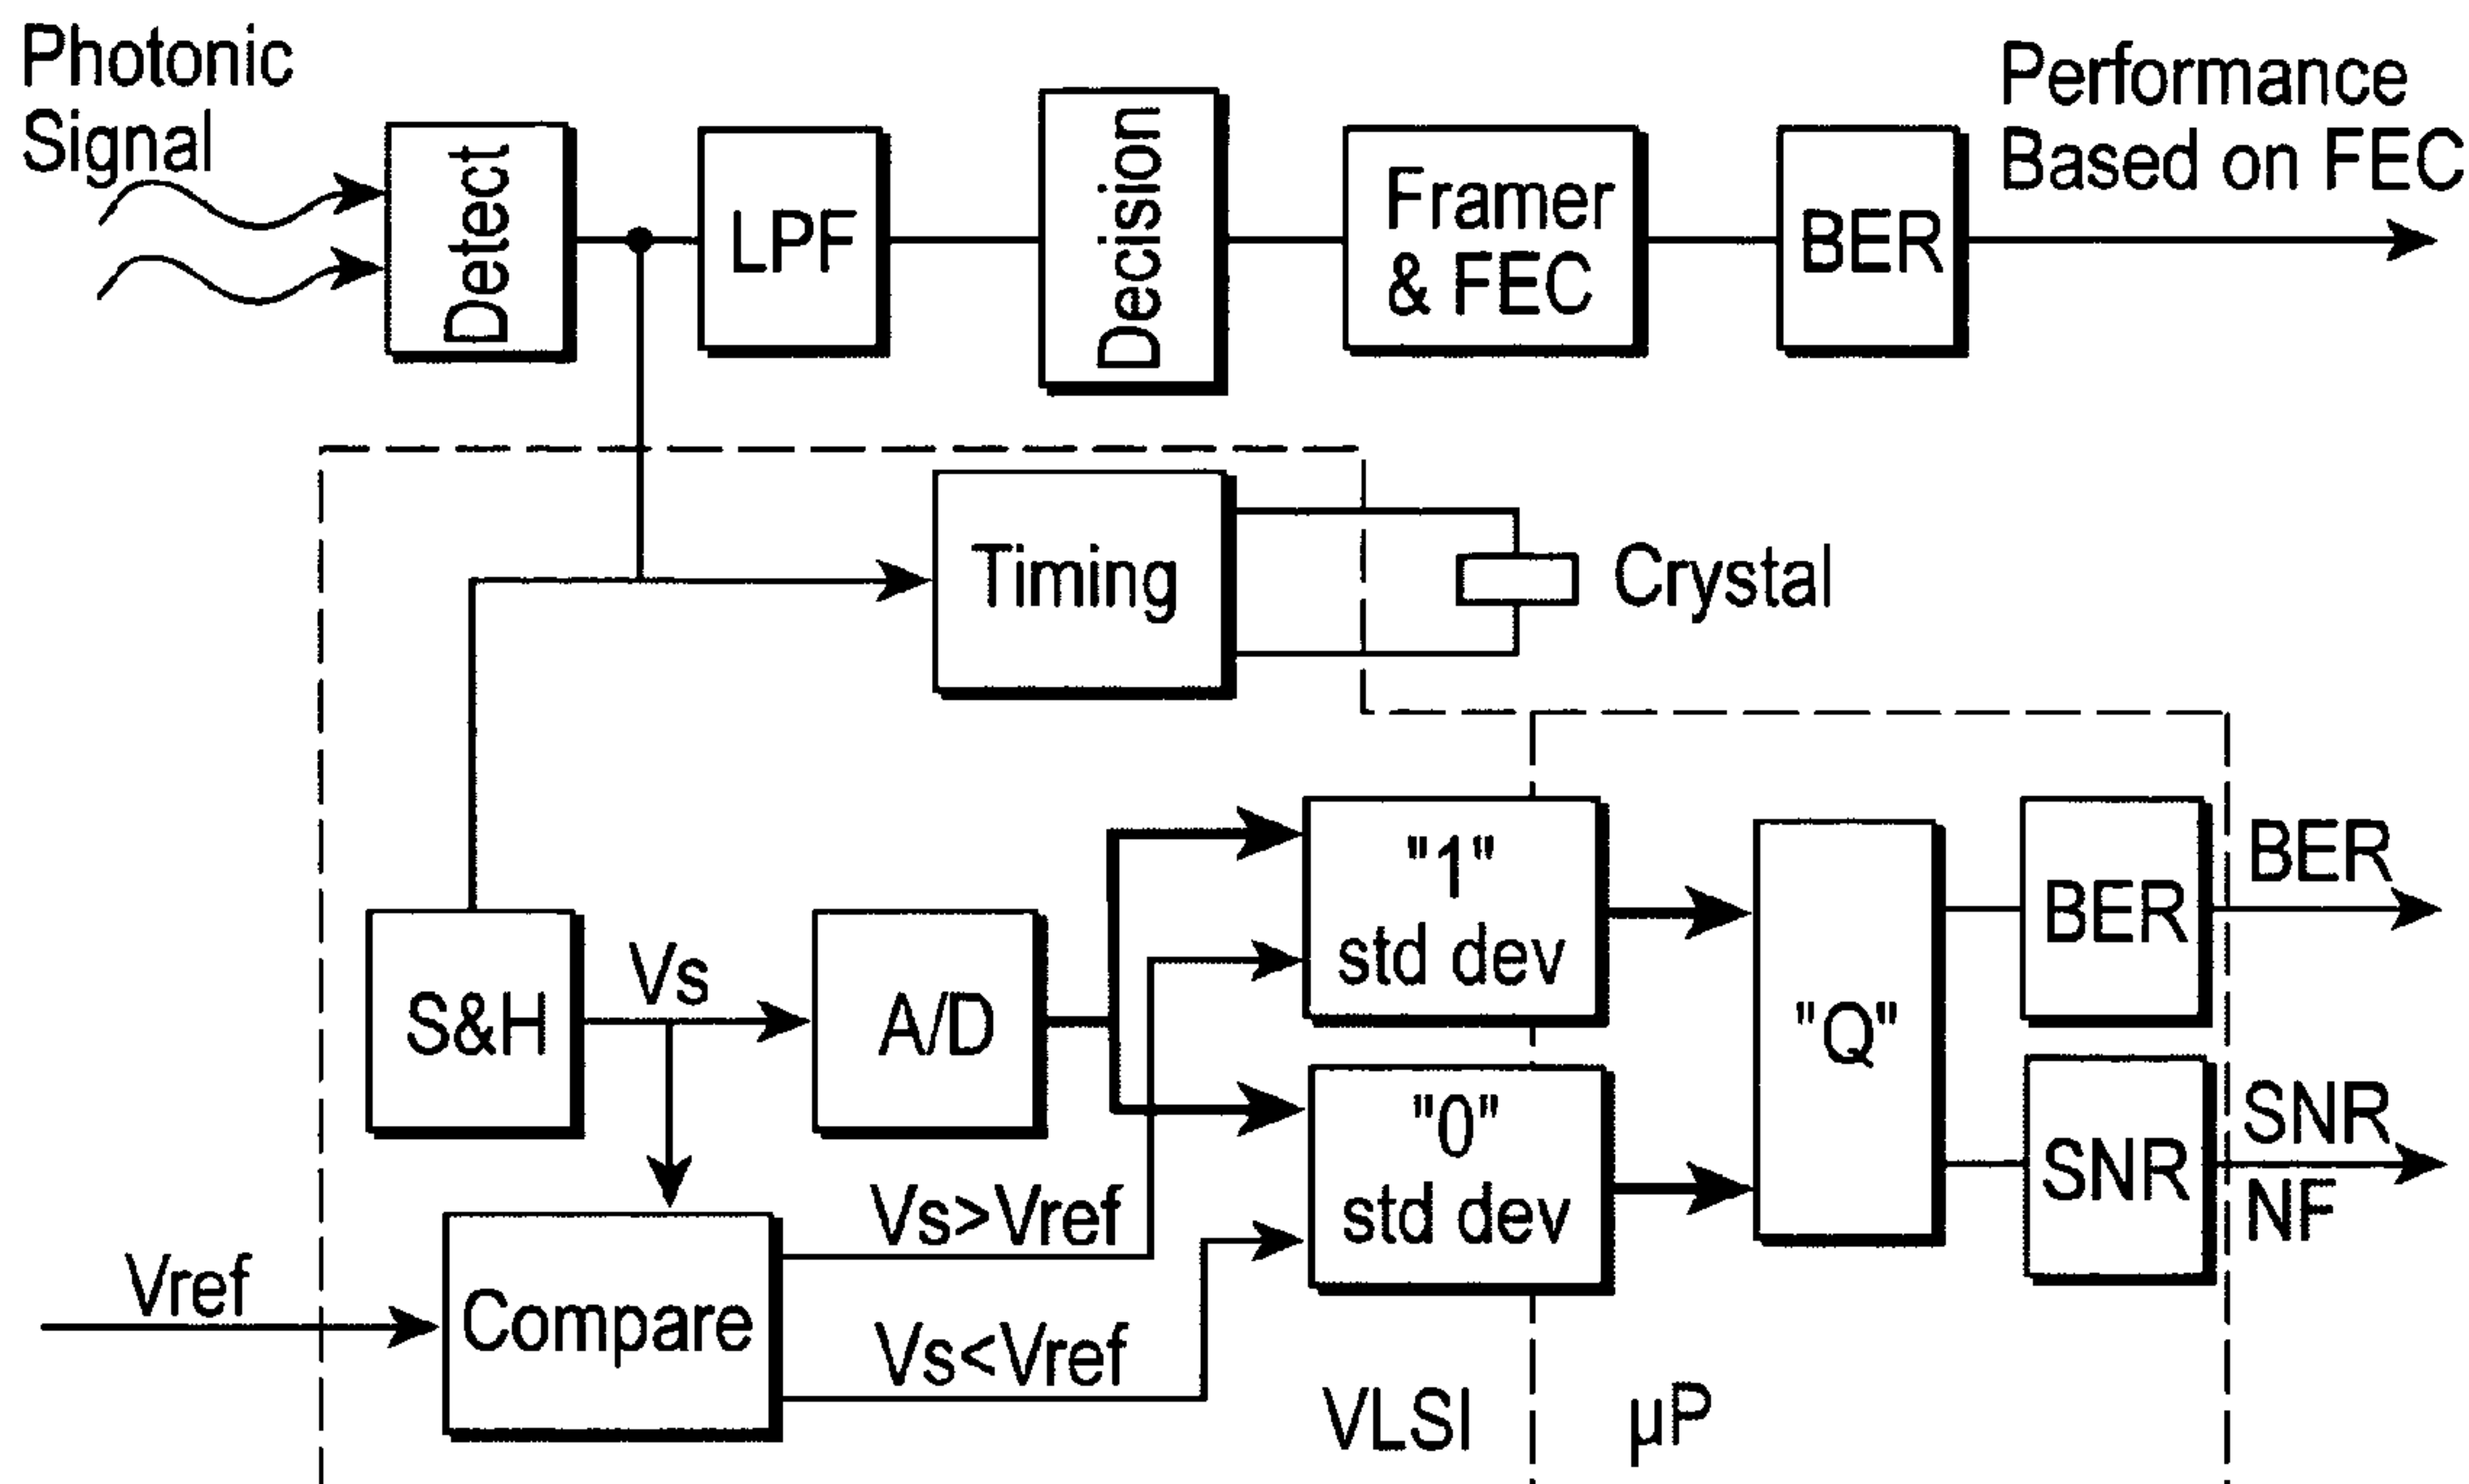 Photonic
Signal
Detect
LPF
Decision
Framer
& FEC
BER
Performance
Based on FEC
Timing
Crystal
S&H
Vs
A/D
"1"
std dev
"0"
std dev
"Q"
BER
BER
SNR
SNR
NF
Vref
Compare
Vs>Vref
Vs<Vref
VLSI
µP